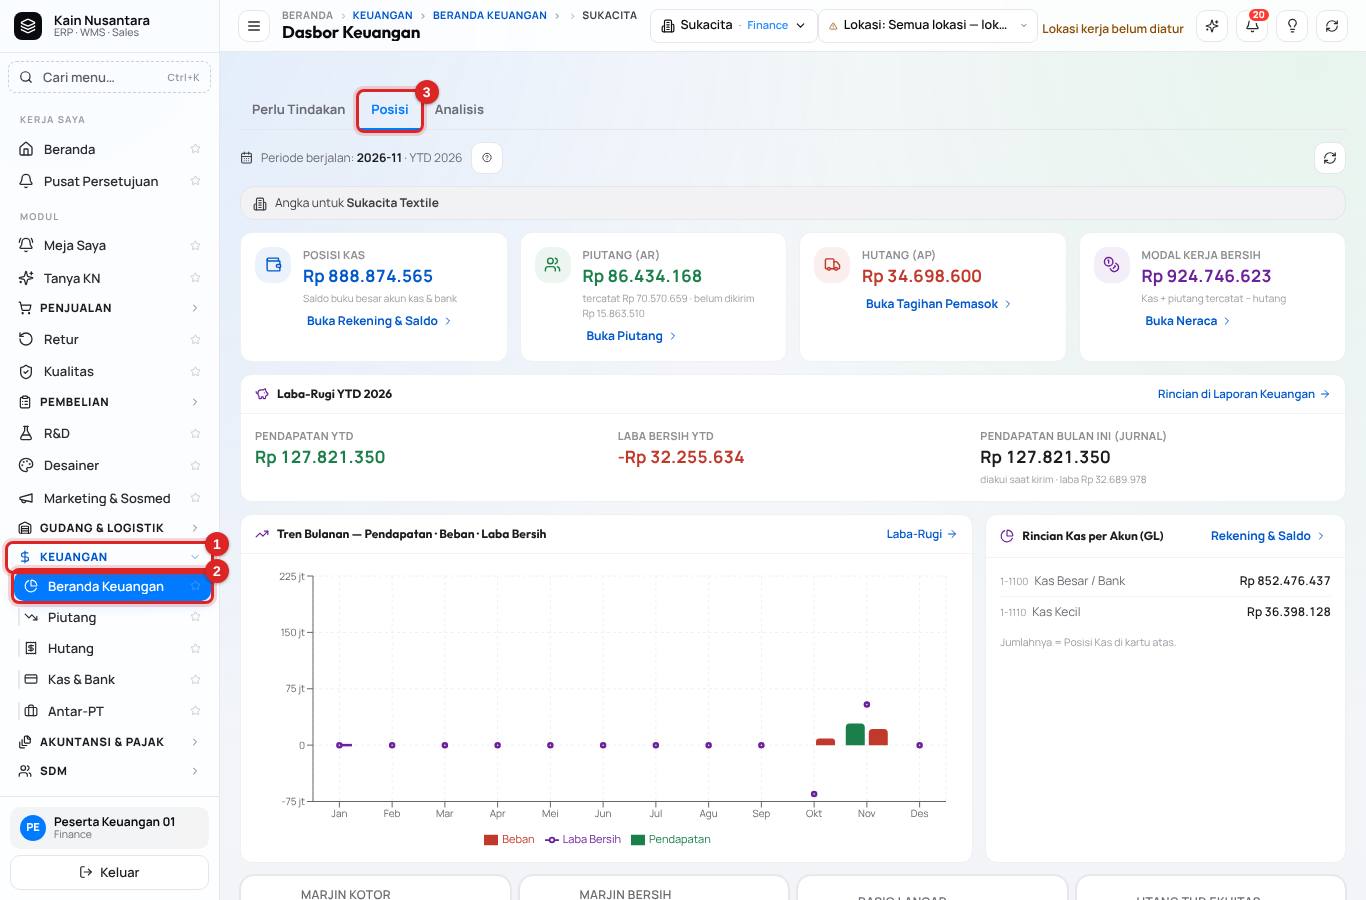 Kain Nusantara
ERP · WMS · Sales
Cari menu... Ctrl+K
KERJA SAYA
Beranda
Pusat Persetujuan
MODUL
Meja Saya
Tanya KN
PENJUALAN
Retur
Kualitas
PEMBELIAN
R&D
Desainer
Marketing & Sosmed
GUDANG & LOGISTIK
1
KEUANGAN
2
Beranda Keuangan
Piutang
Hutang
Kas & Bank
Antar-PT
AKUNTANSI & PAJAK
SDM
PE
Peserta Keuangan 01
Finance
Keluar
BERANDA > KEUANGAN > BERANDA KEUANGAN > > SUKACITA
Dasbor Keuangan
Sukacita · Finance
Lokasi: Semua lokasi — lok...
Lokasi kerja belum diatur
20
Perlu Tindakan Posisi 3 Analisis
Periode berjalan: 2026-11 · YTD 2026
Angka untuk Sukacita Textile
POSISI KAS
Rp 888.874.565
Saldo buku besar akun kas & bank
Buka Rekening & Saldo
PIUTANG (AR)
Rp 86.434.168
tercatat Rp 70.570.659 · belum dikirim
Rp 15.863.510
Buka Piutang
HUTANG (AP)
Rp 34.698.600
Buka Tagihan Pemasok
MODAL KERJA BERSIH
Rp 924.746.623
Kas + piutang tercatat − hutang
Buka Neraca
Laba-Rugi YTD 2026
Rincian di Laporan Keuangan
PENDAPATAN YTD
Rp 127.821.350
LABA BERSIH YTD
-Rp 32.255.634
PENDAPATAN BULAN INI (JURNAL)
Rp 127.821.350
diakui saat kirim · laba Rp 32.689.978
Tren Bulanan — Pendapatan · Beban · Laba Bersih
Laba-Rugi
225 jt
150 jt
75 jt
0
-75 jt
Jan Feb Mar Apr Mei Jun Jul Agu Sep Okt Nov Des
Beban Laba Bersih Pendapatan
Rincian Kas per Akun (GL)
Rekening & Saldo
1-1100 Kas Besar / Bank Rp 852.476.437
1-1110 Kas Kecil Rp 36.398.128
Jumlahnya = Posisi Kas di kartu atas.
MARJIN KOTOR
MARJIN BERSIH
RASIO LANCAR
UTANG THD EKUITAS